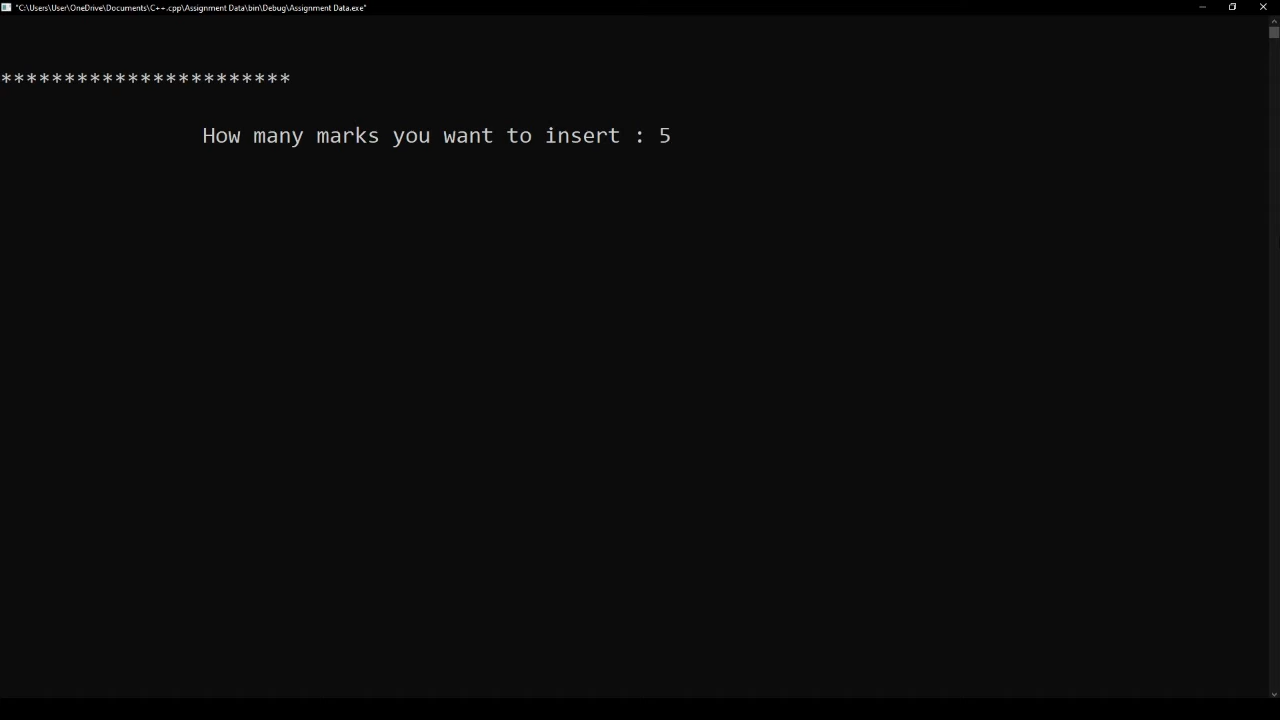 "C:\Users\User\OneDrive\Documents\C++.cpp\Assignment Data\bin\Debug\Assignment Data.exe"
***********************
How many marks you want to insert : 5